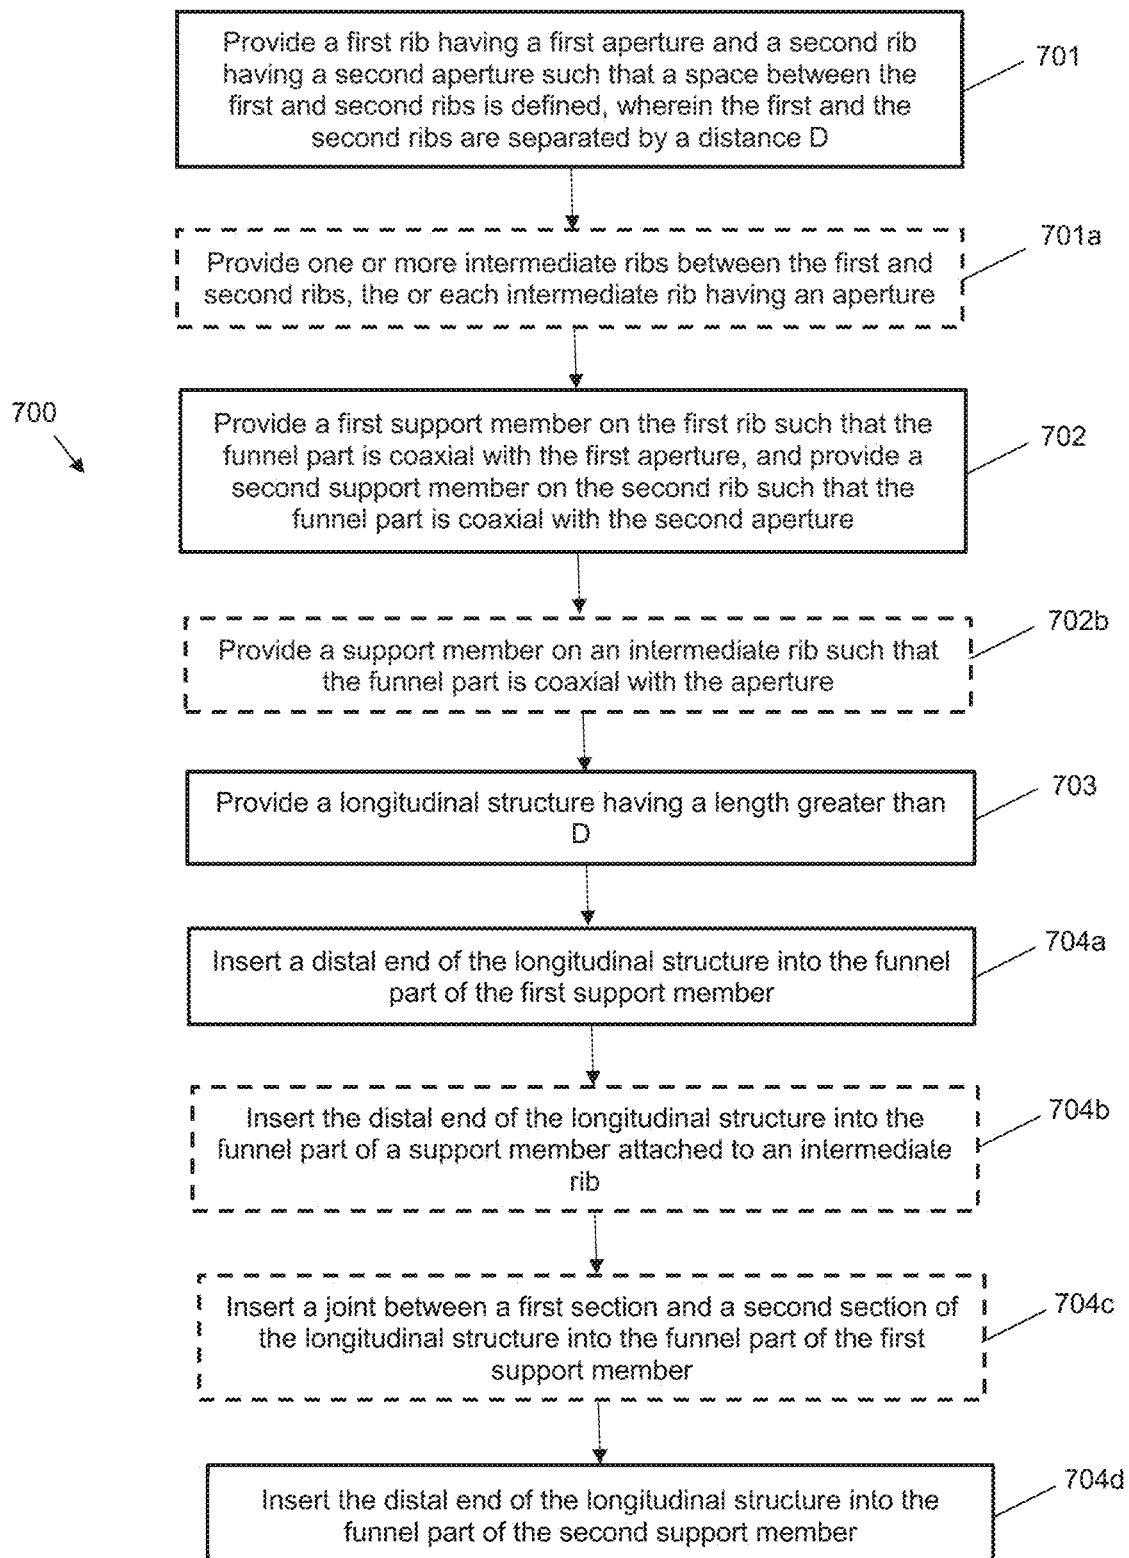 Provide a first rib having a first aperture and a second rib
having a second aperture such that a space between the
first and second ribs is defined, wherein the first and the
second ribs are separated by a distance D
701
701a
Provide one or more intermediate ribs between the first and
second ribs, the or each intermediate rib having an aperture
700
Provide a first support member on the first rib such that the
funnel part is coaxial with the first aperture, and provide a
second support member on the second rib such that the
funnel part is coaxial with the second aperture
702
702b
Provide a support member on an intermediate rib such that
the funnel part is coaxial with the aperture
703
Provide a longitudinal structure having a length greater than
D
704a
Insert a distal end of the longitudinal structure into the funnel
part of the first support member
704b
Insert the distal end of the longitudinal structure into the
funnel part of a support member attached to an intermediate
rib
704c
Insert a joint between a first section and a second section of
the longitudinal structure into the funnel part of the first
support member
704d
Insert the distal end of the longitudinal structure into the
funnel part of the second support member